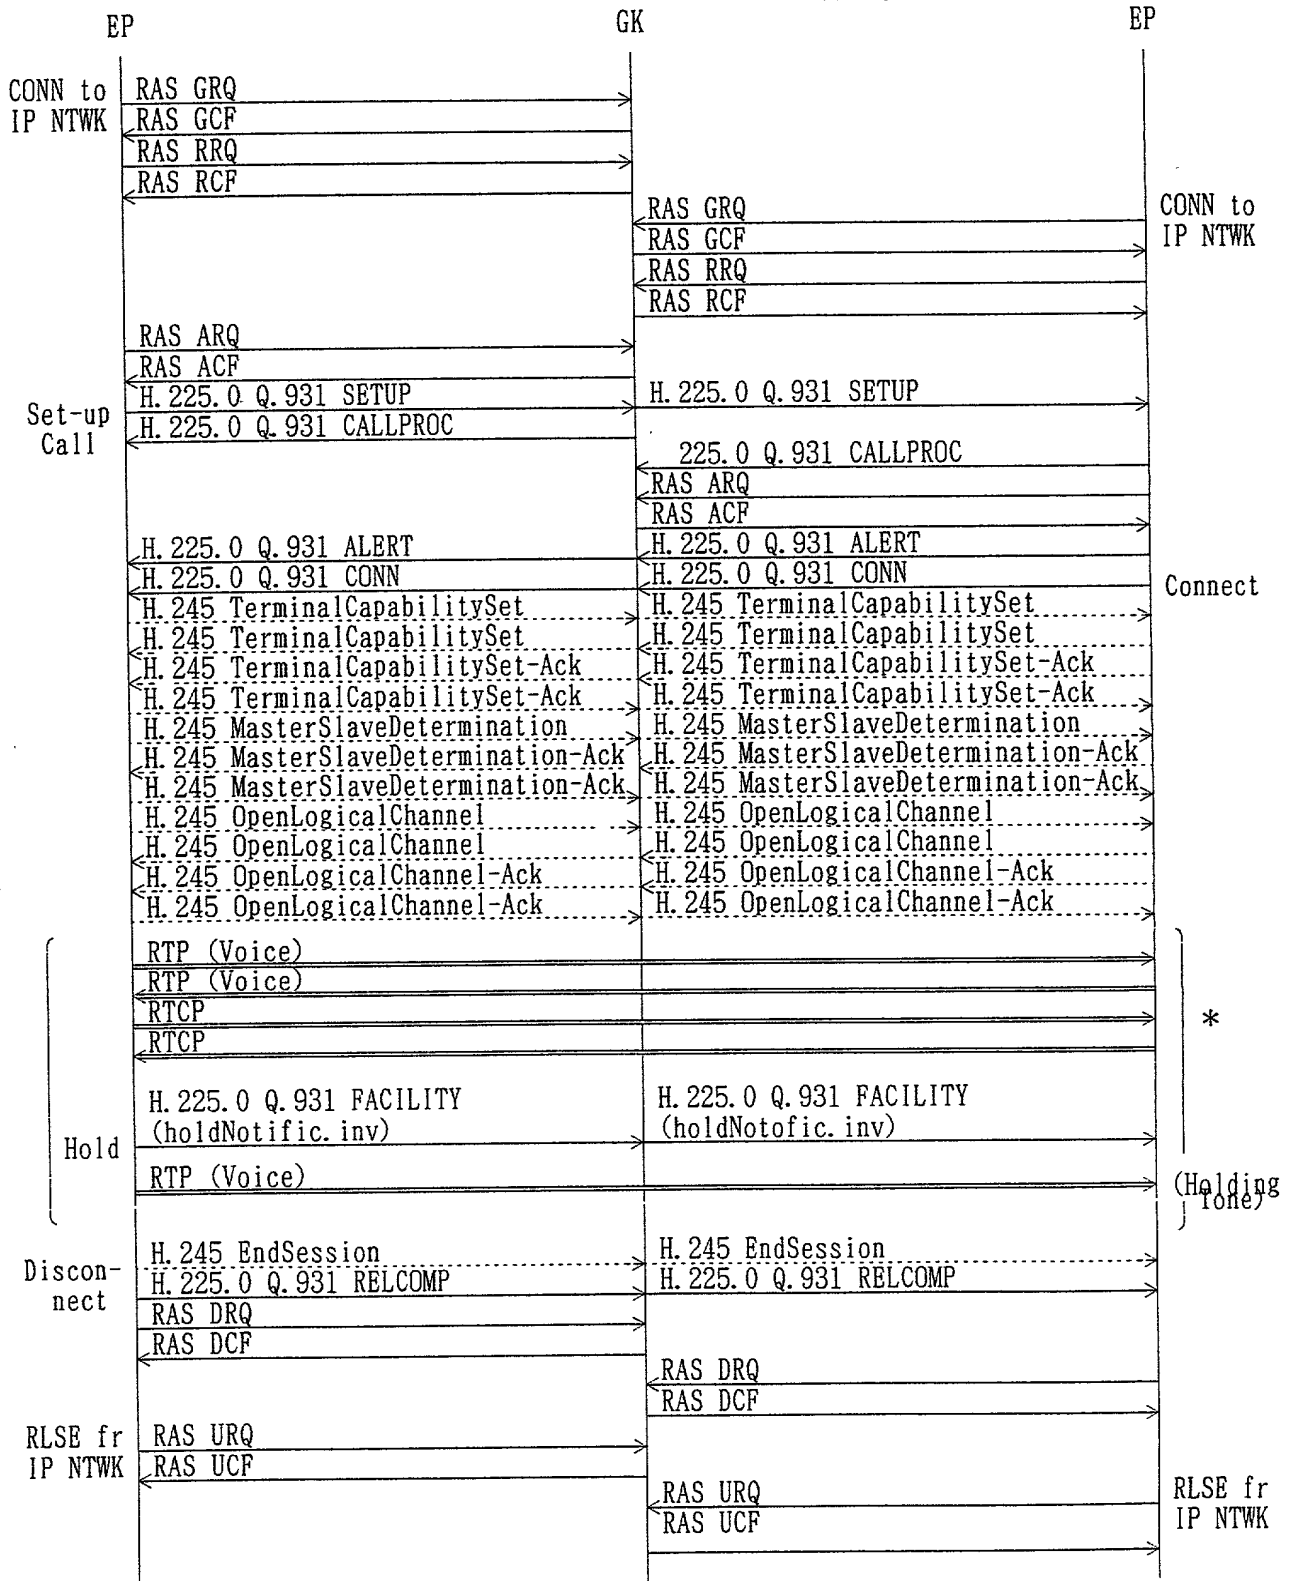 EP GK EP
CONN to
IP NTWK
RAS GRQ
RAS GCF
RAS RRQ
RAS RCF
RAS GRQ
CONN to
IP NTWK
RAS GCF
RAS RRQ
RAS RCF
RAS ARQ
RAS ACF
Set-up
Call
H.225.0 Q.931 SETUP H.225.0 Q.931 SETUP
H.225.0 Q.931 CALLPROC
225.0 Q.931 CALLPROC
RAS ARQ
RAS ACF
H.225.0 Q.931 ALERT H.225.0 Q.931 ALERT
H.225.0 Q.931 CONN H.225.0 Q.931 CONN Connect
H.245 TerminalCapabilitySet H.245 TerminalCapabilitySet
H.245 TerminalCapabilitySet H.245 TerminalCapabilitySet
H.245 TerminalCapabilitySet-Ack H.245 TerminalCapabilitySet-Ack
H.245 TerminalCapabilitySet-Ack H.245 TerminalCapabilitySet-Ack
H.245 MasterSlaveDetermination H.245 MasterSlaveDetermination
H.245 MasterSlaveDetermination-Ack H.245 MasterSlaveDetermination-Ack
H.245 MasterSlaveDetermination-Ack H.245 MasterSlaveDetermination-Ack
H.245 OpenLogicalChannel H.245 OpenLogicalChannel
H.245 OpenLogicalChannel H.245 OpenLogicalChannel
H.245 OpenLogicalChannel-Ack H.245 OpenLogicalChannel-Ack
H.245 OpenLogicalChannel-Ack H.245 OpenLogicalChannel-Ack
RTP (Voice)
RTP (Voice)
RTCP *
RTCP
H.225.0 Q.931 FACILITY H.225.0 Q.931 FACILITY
Hold (holdNotific.inv) (holdNotofic.inv)
RTP (Voice) (Holding
Tone)
Discon-
nect
H.245 EndSession H.245 EndSession
H.225.0 Q.931 RELCOMP H.225.0 Q.931 RELCOMP
RAS DRQ
RAS DCF
RAS DRQ
RAS DCF
RLSE fr
IP NTWK
RAS URQ
RAS UCF
RAS URQ
RAS UCF
RLSE fr
IP NTWK